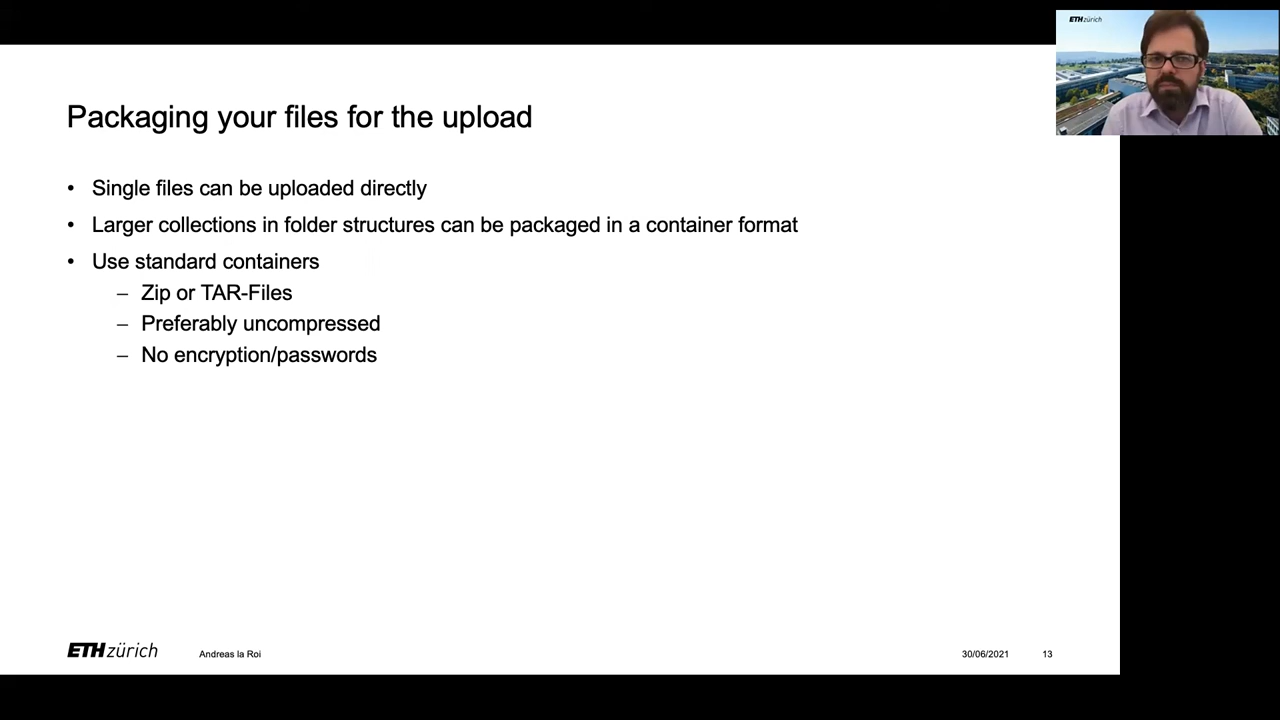 ETH zürich
Packaging your files for the upload
• Single files can be uploaded directly
• Larger collections in folder structures can be packaged in a container format
• Use standard containers
– Zip or TAR-Files
– Preferably uncompressed
– No encryption/passwords
ETH zürich Andreas la Roi 30/06/2021 13